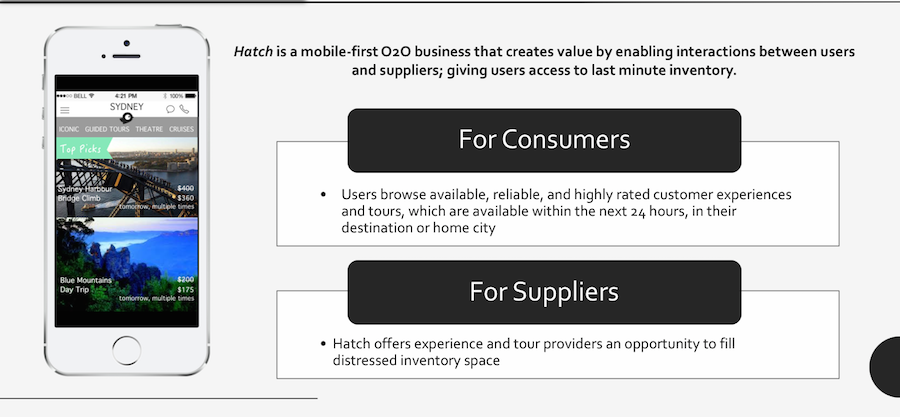 Hatch is a mobile-first O2O business that creates value by enabling interactions between users
and suppliers; giving users access to last minute inventory.
BELL 4:21 PM 100%
SYDNEY
ICONIC GUIDED TOURS THEATRE CRUISES
Top Picks
Sydney Harbour $400
Bridge Climb $360
tomorrow, multiple times
Blue Mountains $200
Day Trip $175
tomorrow, multiple times
For Consumers
• Users browse available, reliable, and highly rated customer experiences
and tours, which are available within the next 24 hours, in their
destination or home city
For Suppliers
• Hatch offers experience and tour providers an opportunity to fill
distressed inventory space